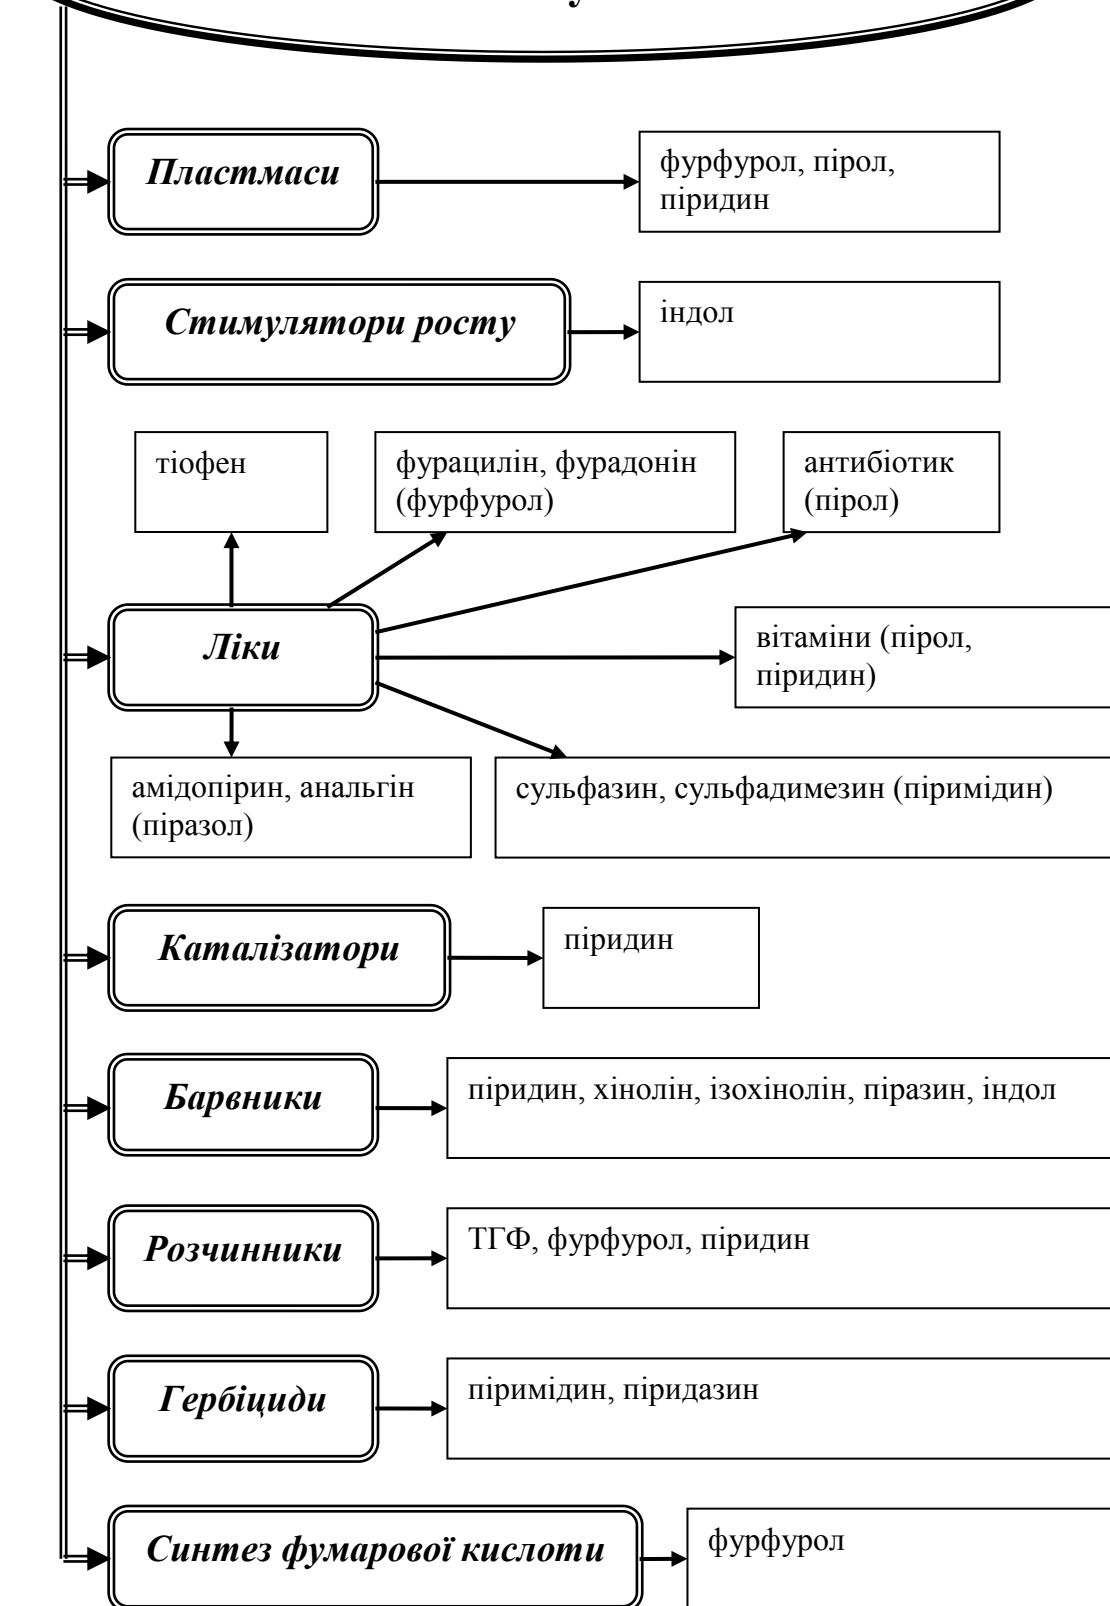 Пластмаси
фурфурол, пірол,
піридин
Стимулятори росту
індол
тіофен
фурацилін, фурадонін
(фурфурол)
антибіотик
(пірол)
Ліки
вітаміни (пірол,
піридин)
амідопірин, анальгін
(піразол)
сульфазин, сульфадимезин (піримідин)
Каталізатори
піридин
Барвники
піридин, хінолін, ізохінолін, піразин, індол
Розчинники
ТГФ, фурфурол, піридин
Гербіциди
піримідин, піридазин
Синтез фумарової кислоти
фурфурол